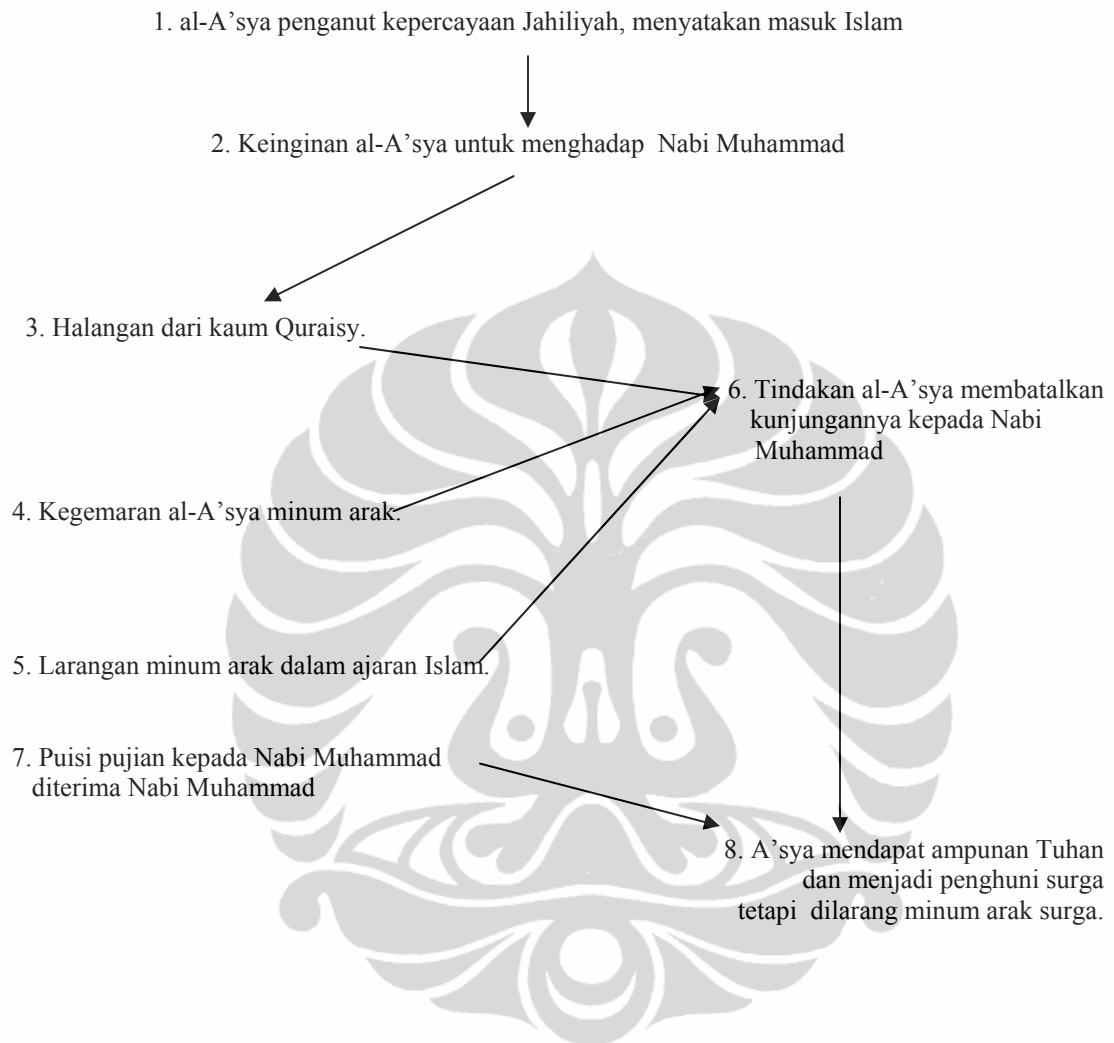 1. al-A’sya penganut kepercayaan Jahiliyah, menyatakan masuk Islam
2. Keinginan al-A’sya untuk menghadap Nabi Muhammad
3. Halangan dari kaum Quraisy.
6. Tindakan al-A’sya membatalkan
kunjungannya kepada Nabi
Muhammad
4. Kegemaran al-A’sya minum arak.
5. Larangan minum arak dalam ajaran Islam.
7. Puisi pujian kepada Nabi Muhammad
diterima Nabi Muhammad
8. A’sya mendapat ampunan Tuhan
dan menjadi penghuni surga
tetapi dilarang minum arak surga.